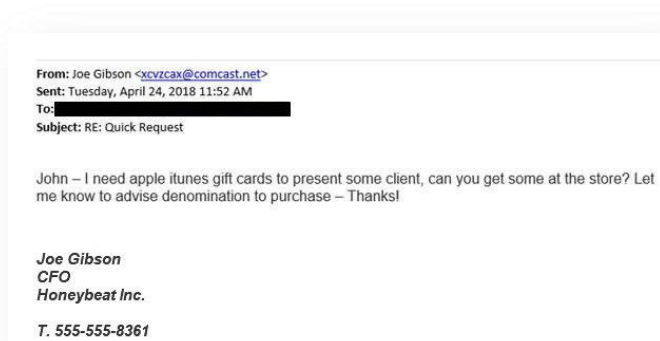 From: Joe Gibson <xcvzcax@comcast.net>
Sent: Tuesday, April 24, 2018 11:52 AM
To:
Subject: RE: Quick Request
John – I need apple itunes gift cards to present some client, can you get some at the store? Let
me know to advise denomination to purchase – Thanks!
Joe Gibson
CFO
Honeybeat Inc.
T. 555-555-8361